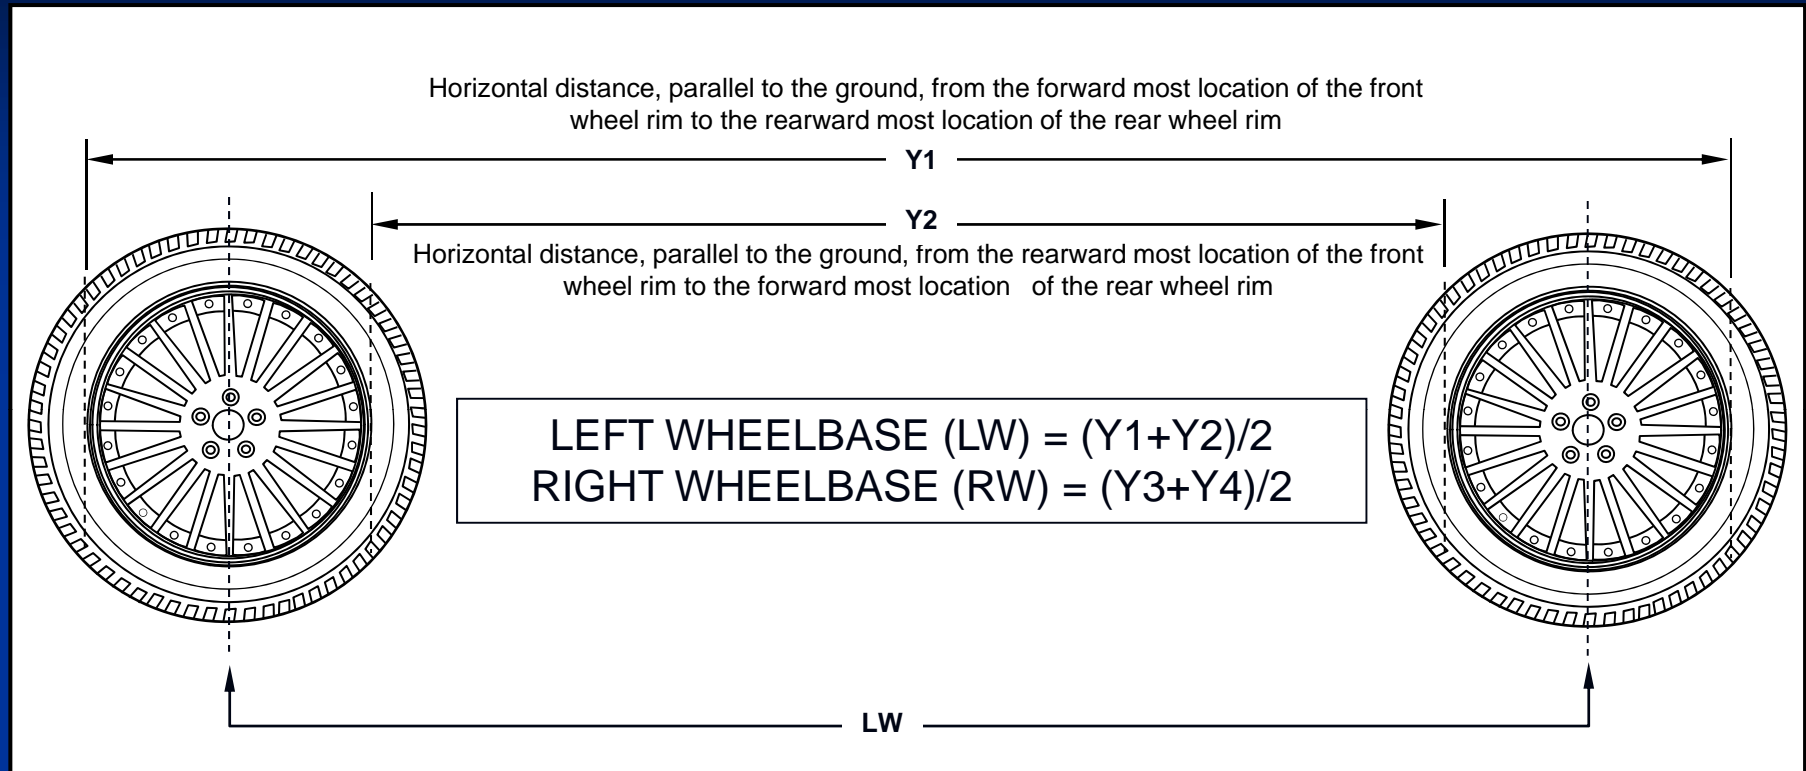 Horizontal distance, parallel to the ground, from the forward most location of the front
wheel rim to the rearward most location of the rear wheel rim
Y1
Y2
Horizontal distance, parallel to the ground, from the rearward most location of the front
wheel rim to the forward most location of the rear wheel rim
LEFT WHEELBASE (LW) = (Y1+Y2)/2
RIGHT WHEELBASE (RW) = (Y3+Y4)/2
LW